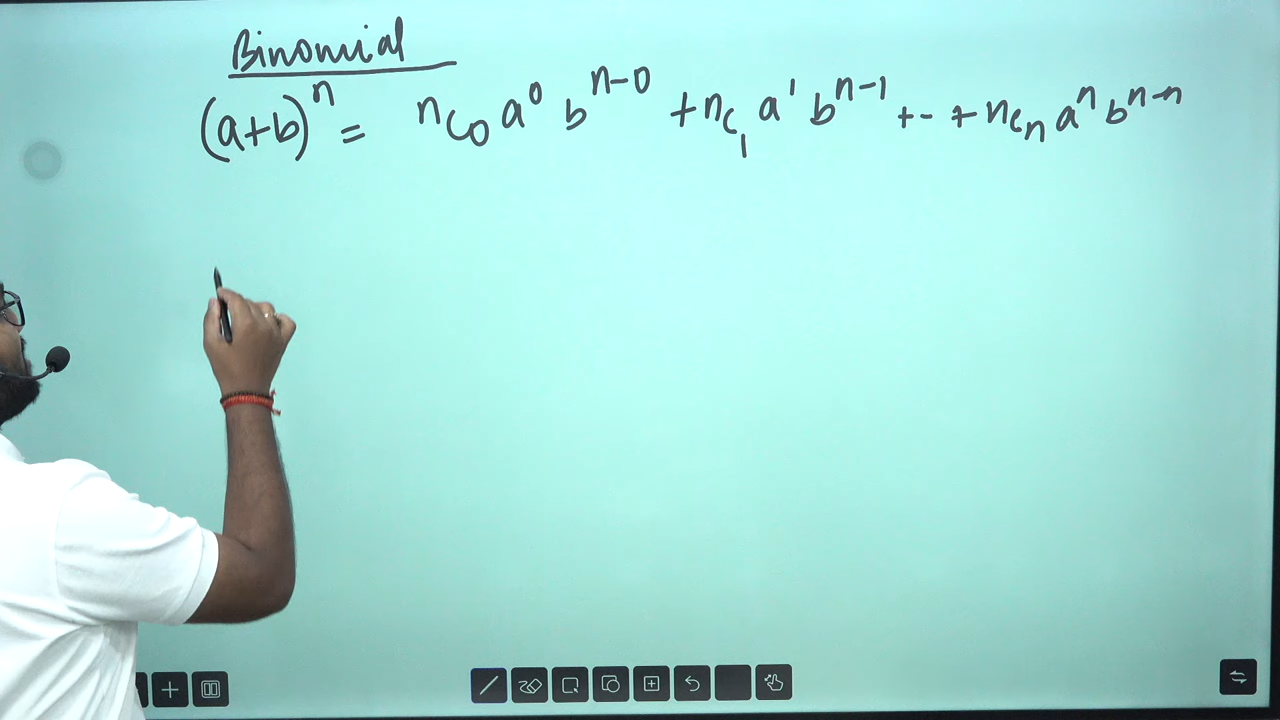 Binomial
(a+b)^n = nC0 a^0 b^n-0 + nC1 a^1 b^n-1 + - + nCn a^n b^n-n